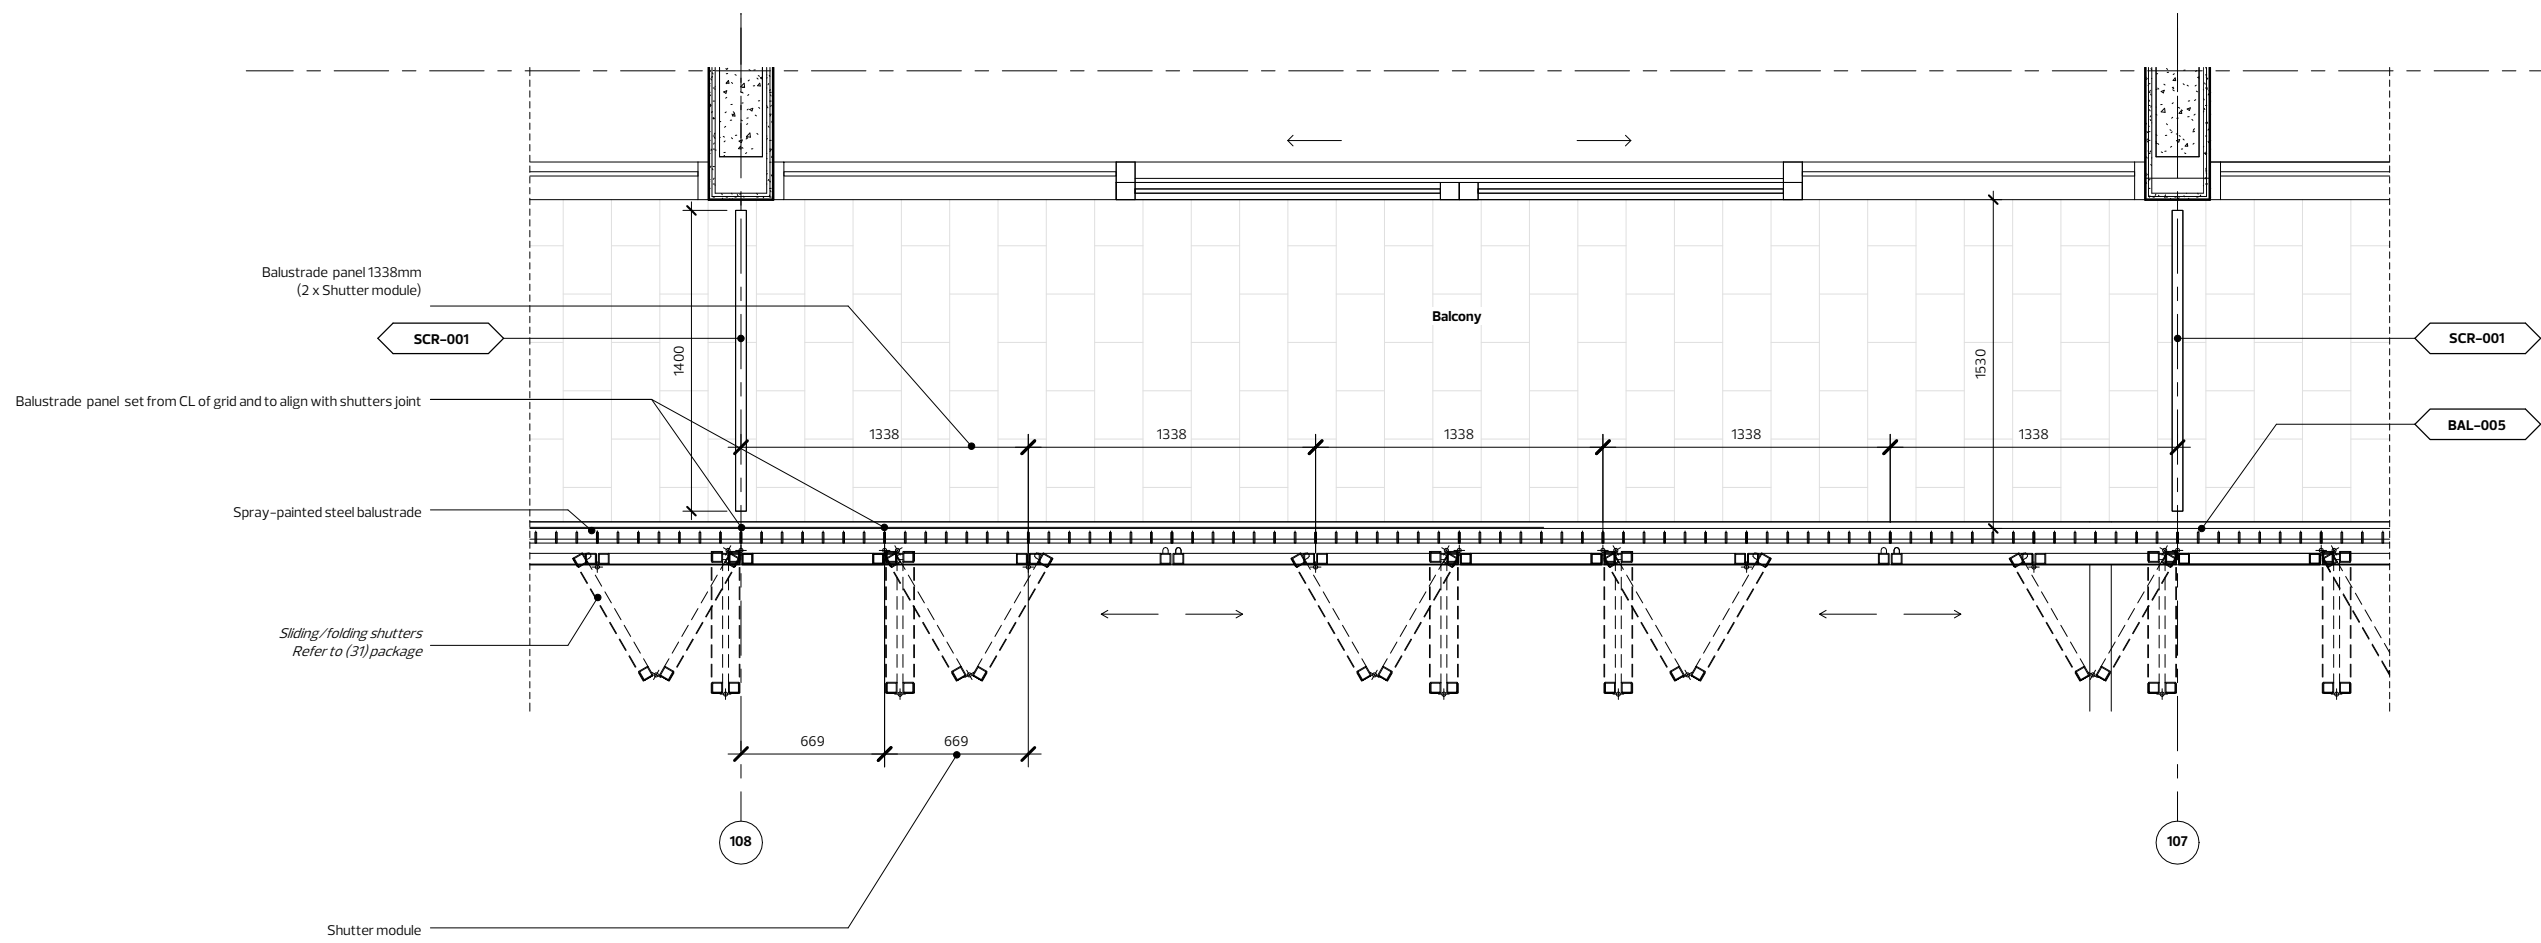 Balustrade panel 1338mm
(2 x Shutter module)
Balcony
SCR-001
SCR-001
1400
1530
Balustrade panel set from CL of grid and to align with shutters joint
BAL-005
1338
1338
1338
1338
1338
Spray-painted steel balustrade
Sliding/folding shutters
Refer to (31) package
669
669
108
107
Shutter module